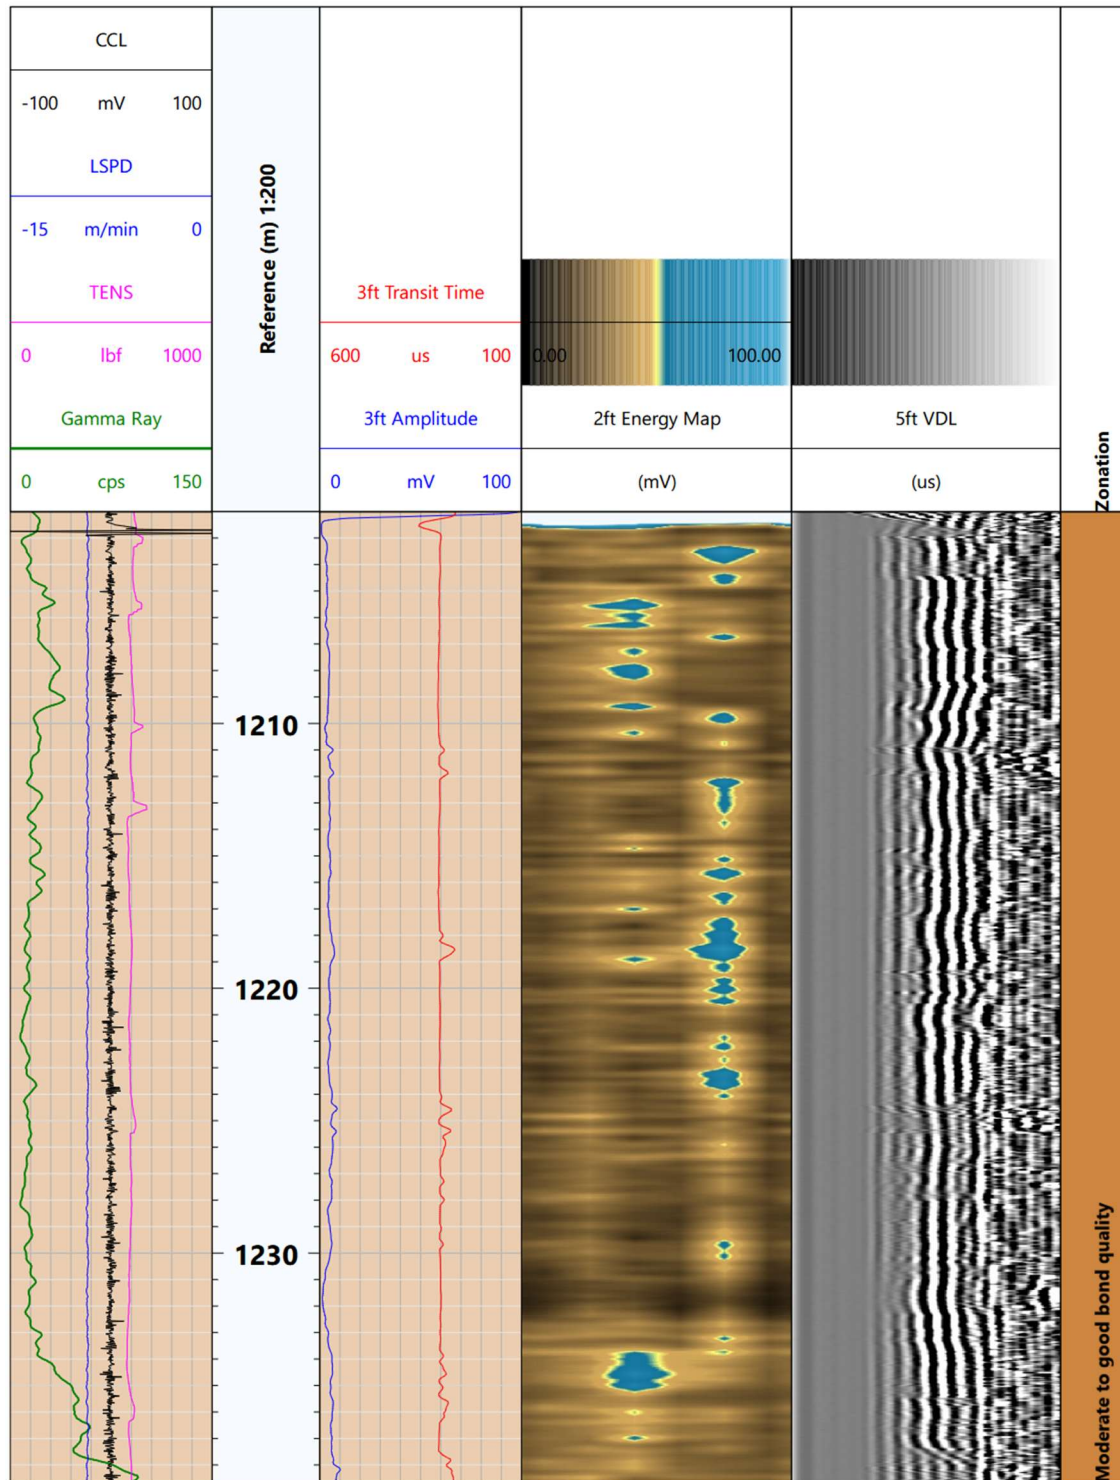 CCL
-100 mV 100
LSPD
-15 m/min 0
TENS
0 lbf 1000
Gamma Ray
0 cps 150
Reference (m) 1:200
3ft Transit Time
600 us 100
3ft Amplitude
0 mV 100
0.00 100.00
2ft Energy Map
(mV)
5ft VDL
(us)
Zonation
1210
1220
1230
Moderate to good bond quality